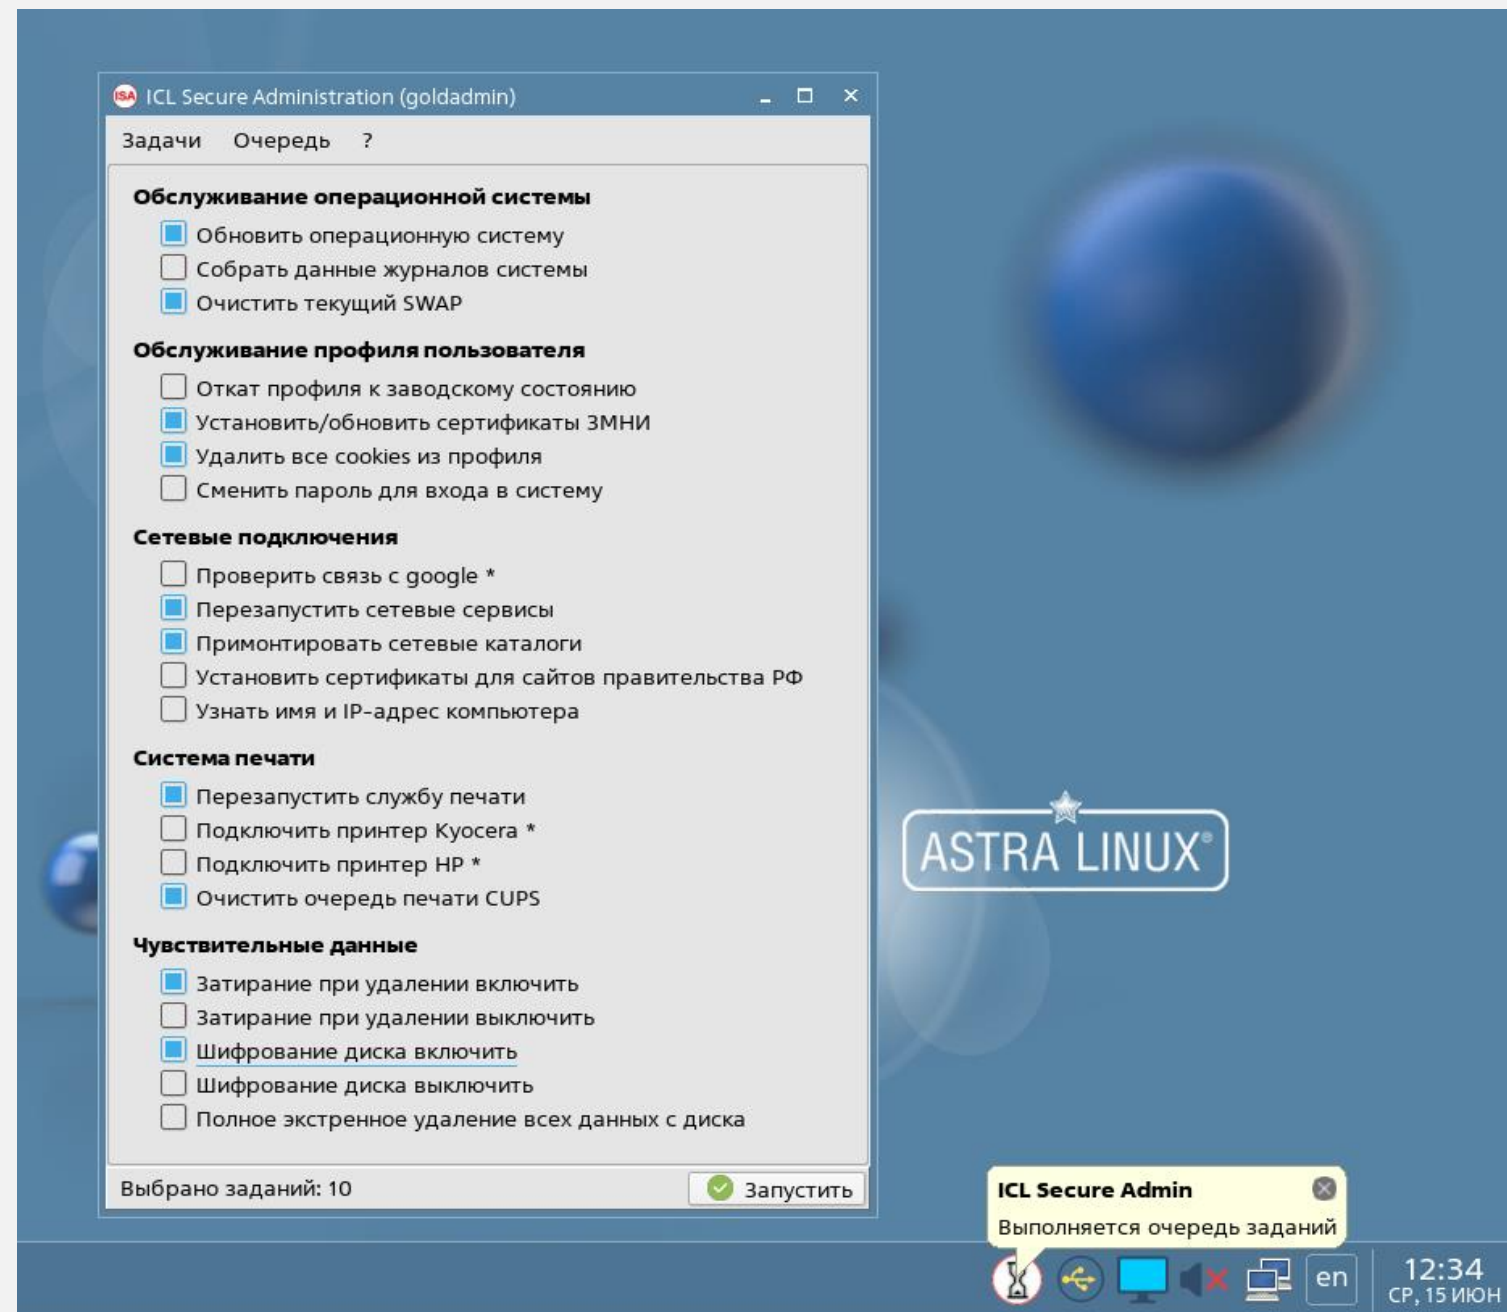 ISA ICL Secure Administration (goldadmin)
Задачи Очередь ?
Обслуживание операционной системы
Обновить операционную систему
Собрать данные журналов системы
Очистить текущий SWAP
Обслуживание профиля пользователя
Откат профиля к заводскому состоянию
Установить/обновить сертификаты ЗМНИ
Удалить все cookies из профиля
Сменить пароль для входа в систему
Сетевые подключения
Проверить связь с google *
Перезапустить сетевые сервисы
Примонтировать сетевые каталоги
Установить сертификаты для сайтов правительства РФ
Узнать имя и IP-адрес компьютера
Система печати
Перезапустить службу печати
Подключить принтер Kyocera *
Подключить принтер HP *
Очистить очередь печати CUPS
Чувствительные данные
Затирание при удалении включить
Затирание при удалении выключить
Шифрование диска включить
Шифрование диска выключить
Полное экстренное удаление всех данных с диска
Выбрано заданий: 10 Запустить
ASTRA LINUX®
ICL Secure Admin
Выполняется очередь заданий
en
12:34
СР, 15 ИЮН